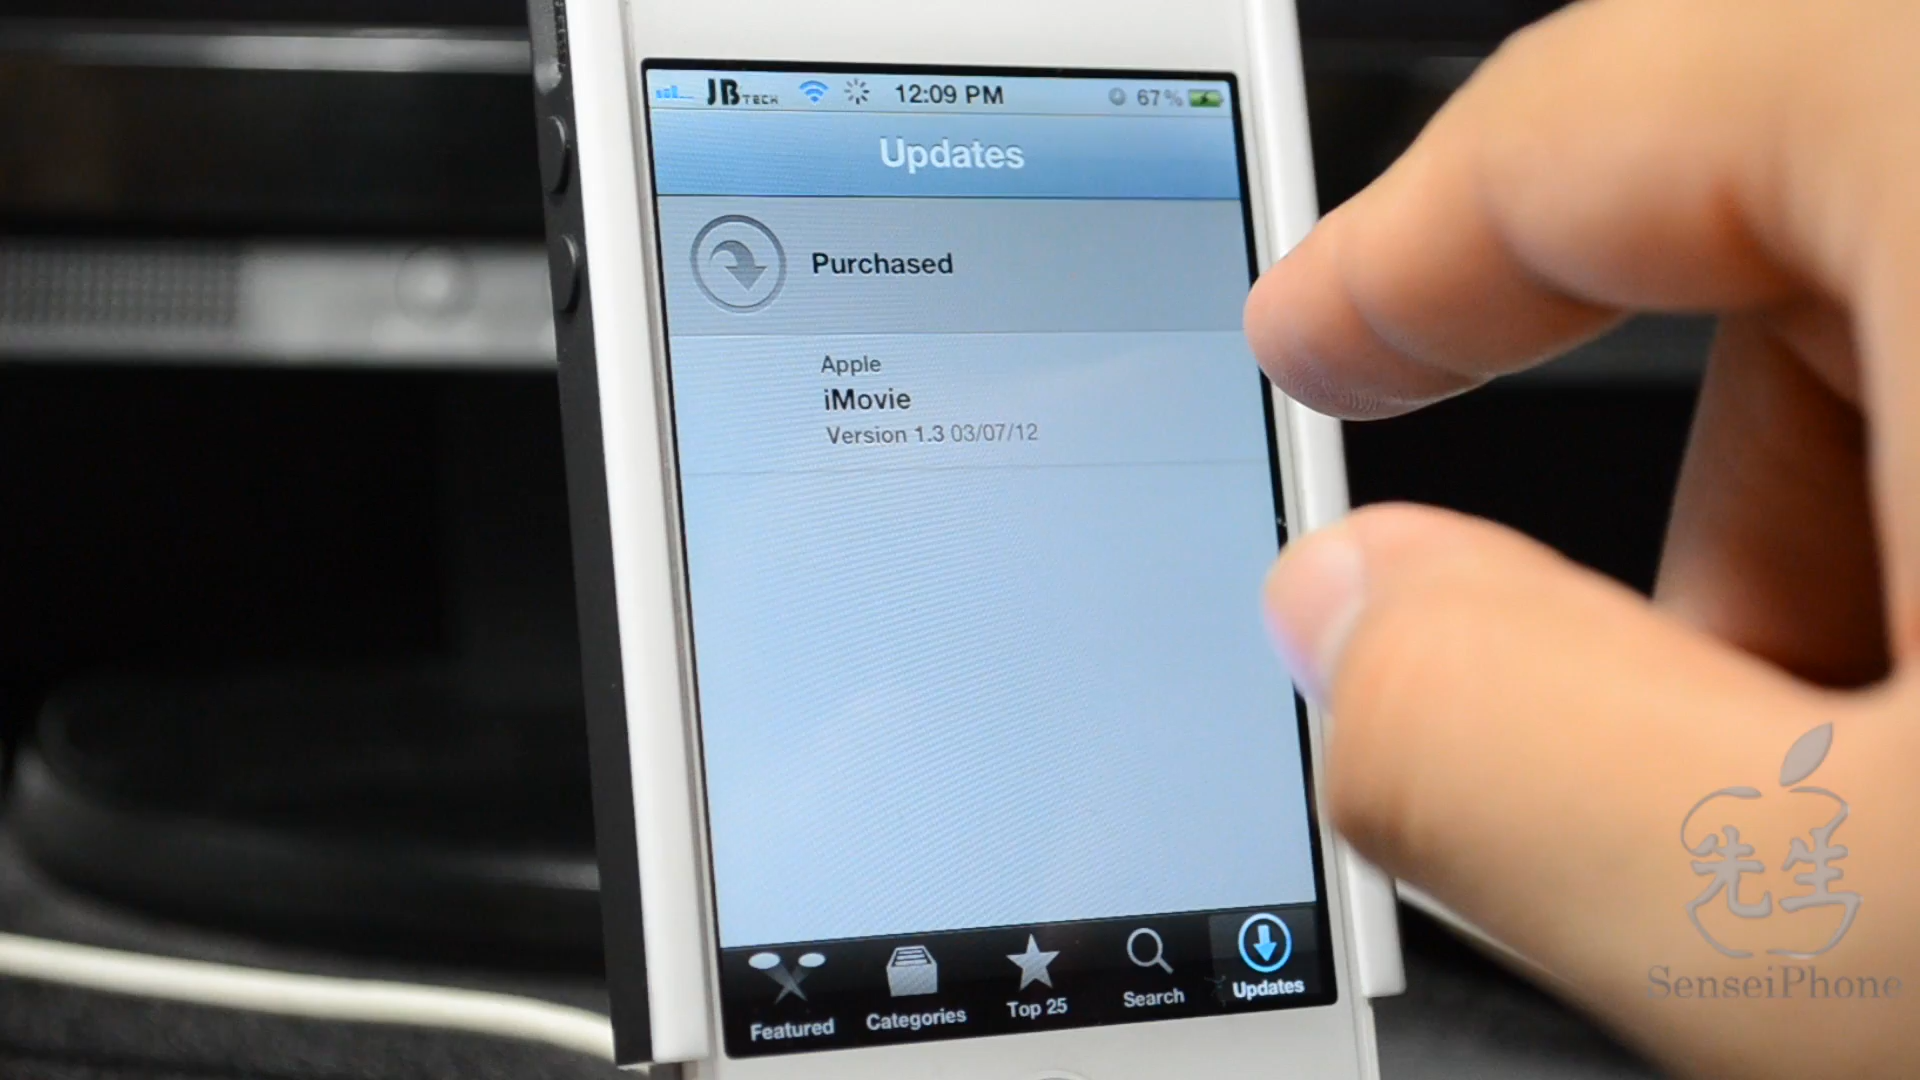 JB TECH 12:09 PM 67%
Updates
Purchased
Apple
iMovie
Version 1.3 03/07/12
Featured Categories Top 25 Search Updates
先生
SenseiPhone